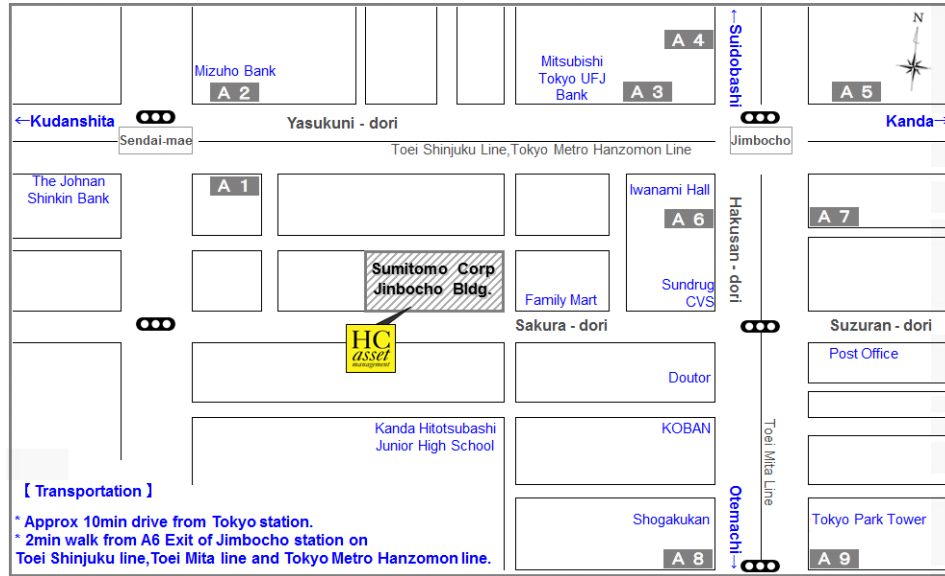 N
A 4
←Suidobashi
Mizuho Bank
A 2
Mitsubishi
Tokyo UFJ
Bank
A 3
A 5
←Kudanshita
Yasukuni - dori
Kanda→
Sendai-mae
Jimbocho
Toei Shinjuku Line,Tokyo Metro Hanzomon Line
The Johnan
Shinkin Bank
A 1
Iwanami Hall
A 6
A 7
Hakusan - dori
Sumitomo Corp
Jinbocho Bldg.
Family Mart
Sundrug
CVS
Sakura - dori
Suzuran - dori
HC
asset
management
Post Office
Doutor
Kanda Hitotsubashi
Junior High School
KOBAN
Toei Mita Line
【 Transportation 】
* Approx 10min drive from Tokyo station.
* 2min walk from A6 Exit of Jimbocho station on
Toei Shinjuku line,Toei Mita line and Tokyo Metro Hanzomon line.
Otemachi→
Shogakukan
A 8
Tokyo Park Tower
A 9